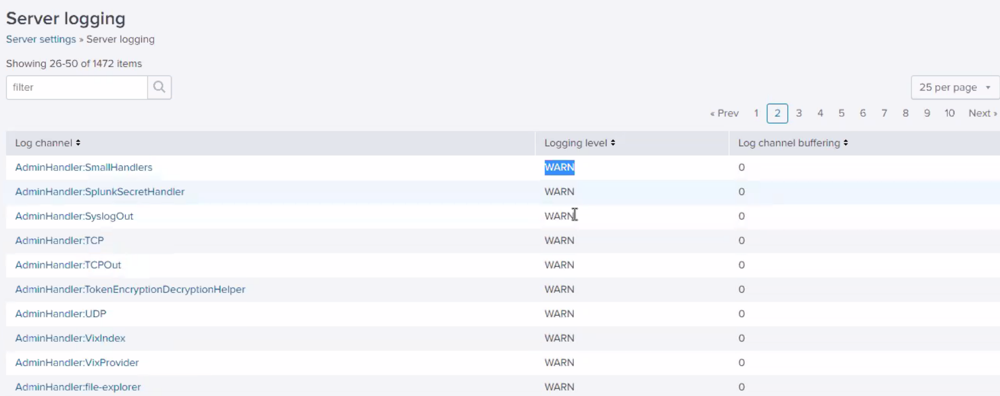 Server logging
Server settings » Server logging
Showing 26-50 of 1472 items
filter
25 per page
« Prev 1 2 3 4 5 6 7 8 9 10 Next »
Log channel Logging level Log channel buffering
AdminHandler:SmallHandlers WARN 0
AdminHandler:SplunkSecretHandler WARN 0
AdminHandler:SyslogOut WARN 0
AdminHandler:TCP WARN 0
AdminHandler:TCPOut WARN 0
AdminHandler:TokenEncryptionDecryptionHelper WARN 0
AdminHandler:UDP WARN 0
AdminHandler:VixIndex WARN 0
AdminHandler:VixProvider WARN 0
AdminHandler:file-explorer WARN 0